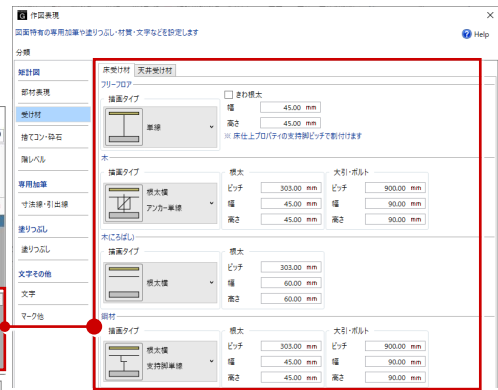 G 作図表現
図面特有の専用加筆や塗りつぶし・材質・文字などを設定します
Help
分類
矩計図
部材表現
受け材
捨てコン・砕石
階レベル
専用加筆
寸法線・引出線
塗りつぶし
塗りつぶし
文字その他
文字
マーク他
床受け材 天井受け材
フリーフロア
描画タイプ
単線
きわ根太
幅 45.00 mm
高さ 45.00 mm
※ 床仕上プロパティの支持脚ピッチで割付けます
木
描画タイプ
根太幅
アンカー単線
根太
ピッチ 303.00 mm
幅 45.00 mm
高さ 45.00 mm
大引・ボルト
ピッチ 900.00 mm
幅 90.00 mm
高さ 90.00 mm
木(ころばし)
描画タイプ
根太幅
根太
ピッチ 303.00 mm
幅 60.00 mm
高さ 60.00 mm
鋼材
描画タイプ
根太幅
支持脚単線
根太
ピッチ 303.00 mm
幅 45.00 mm
高さ 45.00 mm
大引・ボルト
ピッチ 900.00 mm
幅 90.00 mm
高さ 90.00 mm